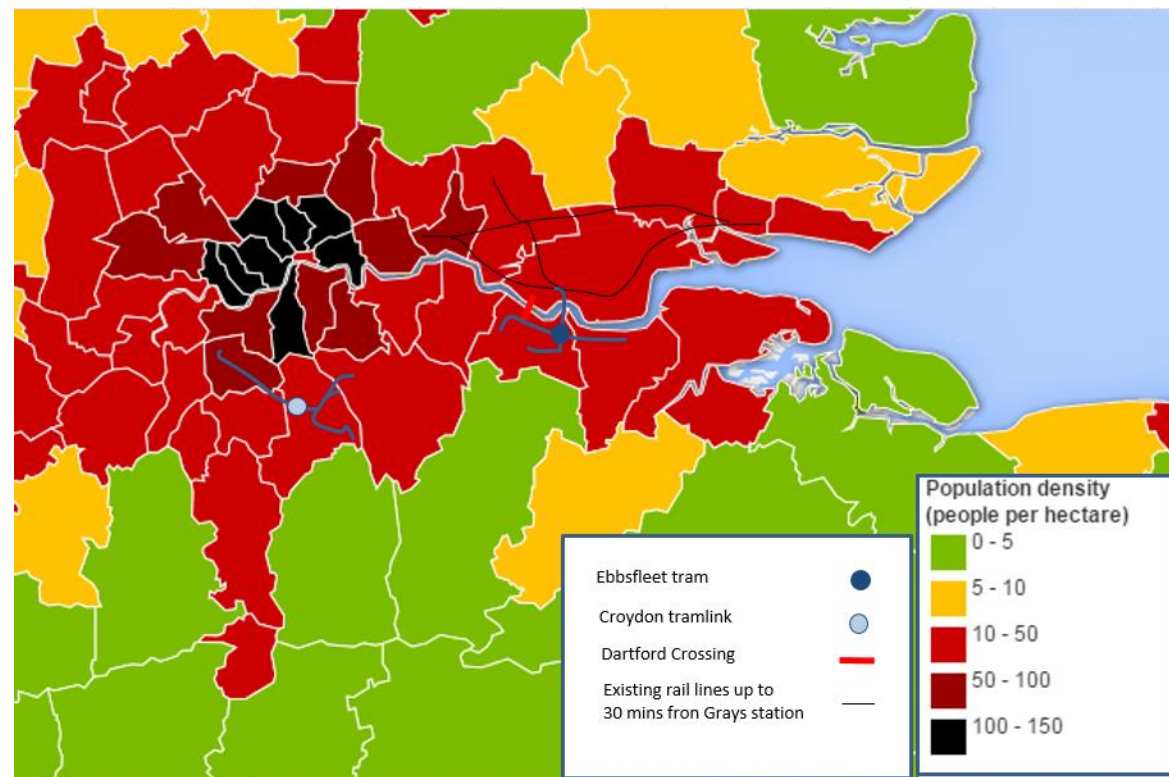 Population density
(people per hectare)
0 - 5
5 - 10
10 - 50
50 - 100
100 - 150
Ebbsfleet tram
Croydon tramlink
Dartford Crossing
Existing rail lines up to
30 mins fron Grays station